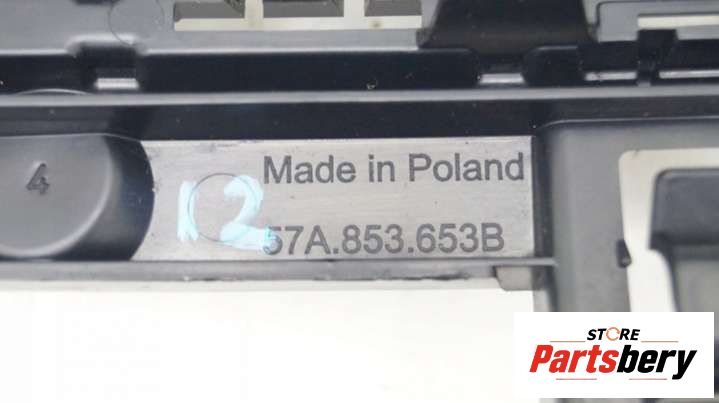 4
Made in Poland
12
57A.853.653B
STORE
Partsbery